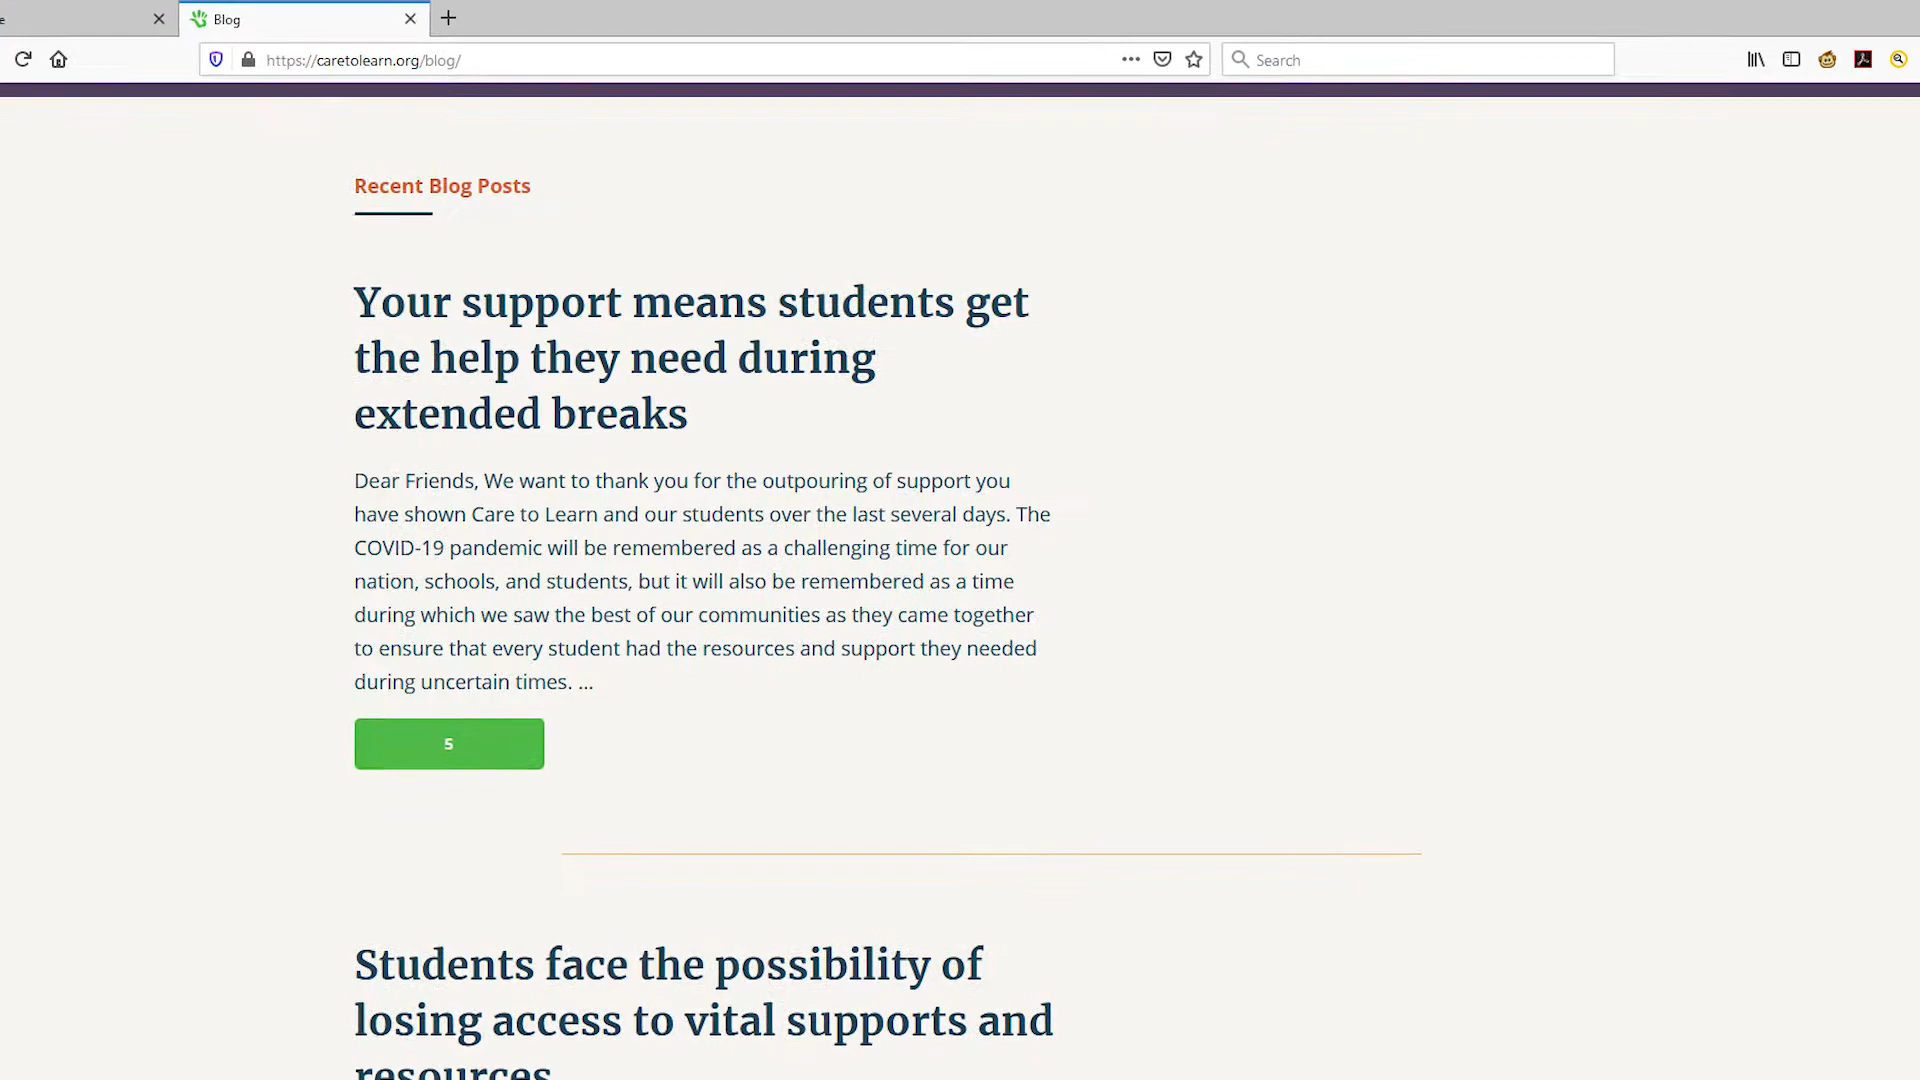 e
Blog
https://caretolearn.org/blog/
Search
Recent Blog Posts
Your support means students get
the help they need during
extended breaks
Dear Friends, We want to thank you for the outpouring of support you
have shown Care to Learn and our students over the last several days. The
COVID-19 pandemic will be remembered as a challenging time for our
nation, schools, and students, but it will also be remembered as a time
during which we saw the best of our communities as they came together
to ensure that every student had the resources and support they needed
during uncertain times. ...
5
Students face the possibility of
losing access to vital supports and
resources